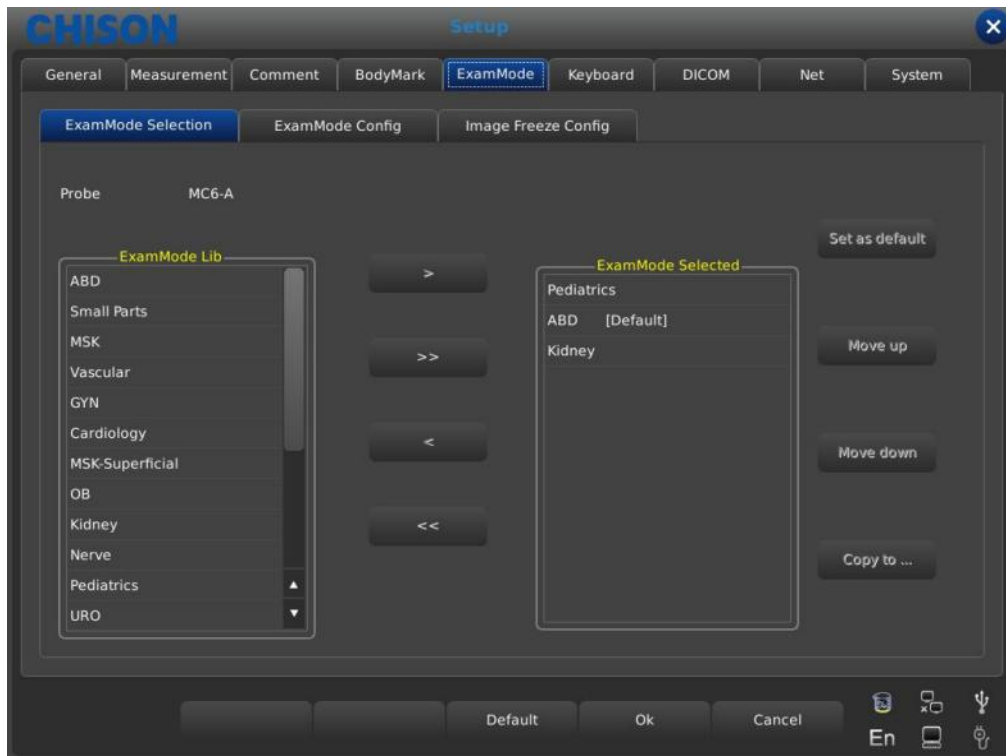 CHISON
Setup
General Measurement Comment BodyMark ExamMode Keyboard DICOM Net System
ExamMode Selection ExamMode Config Image Freeze Config
Probe MC6-A
ExamMode Lib
ABD
Small Parts
MSK
Vascular
GYN
Cardiology
MSK-Superficial
OB
Kidney
Nerve
Pediatrics
URO
>
>>
<
<<
ExamMode Selected
Pediatrics
ABD [Default]
Kidney
Set as default
Move up
Move down
Copy to ...
Default Ok Cancel
En